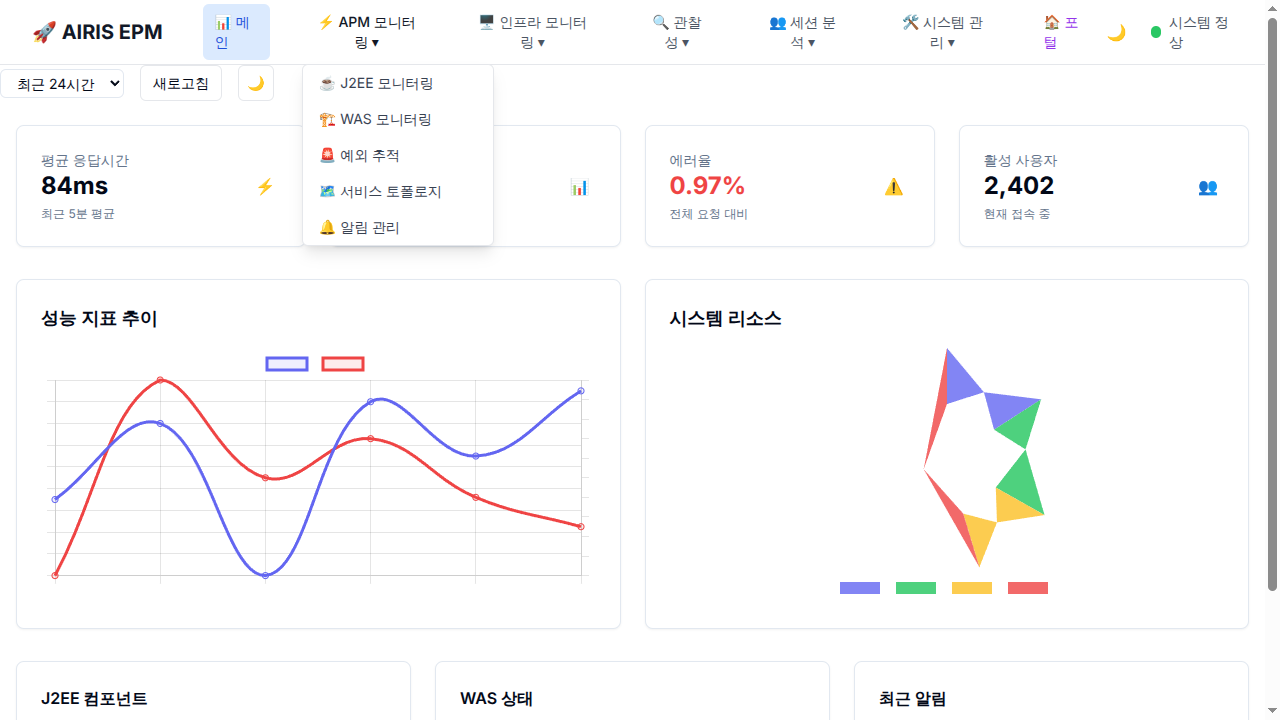 🚀 AIRIS EPM
📊 메
인
⚡ APM 모니터
링 ▾
🖥️ 인프라 모니터
링 ▾
🔍 관찰
성 ▾
👥 세션 분
석 ▾
🛠️ 시스템 관
리 ▾
🏠 포
털
🌙
시스템 정
상
최근 24시간
새로고침
🌙
☕ J2EE 모니터링
🏗️ WAS 모니터링
🚨 예외 추적
🗺️ 서비스 토폴로지
🔔 알림 관리
평균 응답시간
84ms
최근 5분 평균
⚡
📊
에러율
0.97%
전체 요청 대비
⚠️
활성 사용자
2,402
현재 접속 중
👥
성능 지표 추이
시스템 리소스
J2EE 컴포넌트
WAS 상태
최근 알림